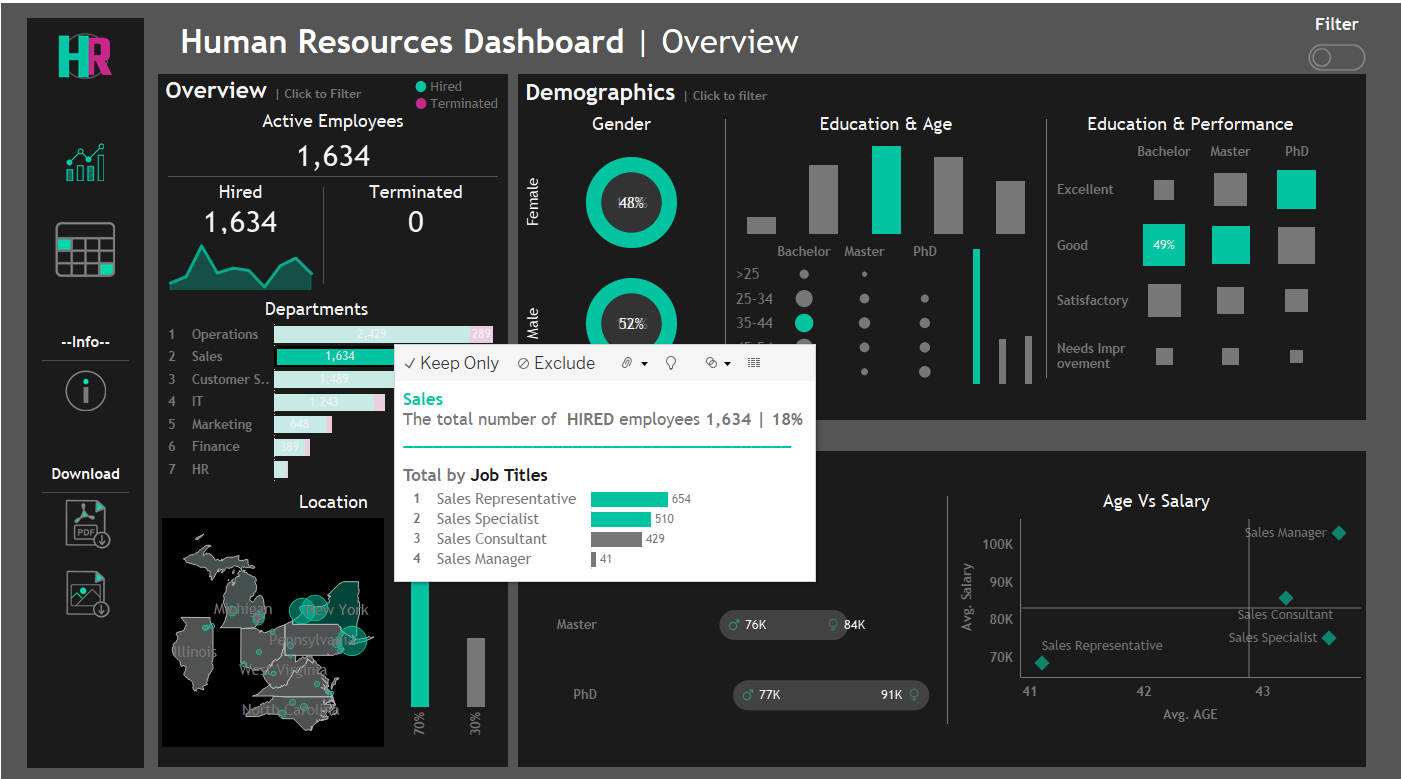 HR
Human Resources Dashboard | Overview
Filter
Overview | Click to Filter
Hired
Terminated
Active Employees
1,634
Hired
1,634
Terminated
0
Departments
1 Operations 2,429 289
2 Sales 1,634
3 Customer S.. 1,489
4 IT 1,243
5 Marketing 648
6 Finance 389
7 HR
Location
Michigan
New York
Pennsylvania
Illinois
West Virginia
North Carolina
70%
30%
--Info--
Download
PDF
Demographics | Click to filter
Gender
Female
48%
Male
52%
Education & Age
Bachelor Master PhD
>25
25-34
35-44
Education & Performance
Bachelor Master PhD
Excellent
Good 49%
Satisfactory
Needs Impr
ovement
Keep Only Exclude
Sales
The total number of HIRED employees 1,634 | 18%
Total by Job Titles
1 Sales Representative 654
2 Sales Specialist 510
3 Sales Consultant 429
4 Sales Manager 41
Master 76K 84K
PhD 77K 91K
Age Vs Salary
Avg. Salary
100K
90K
80K
70K
Sales Manager
Sales Consultant
Sales Specialist
Sales Representative
41 42 43
Avg. AGE